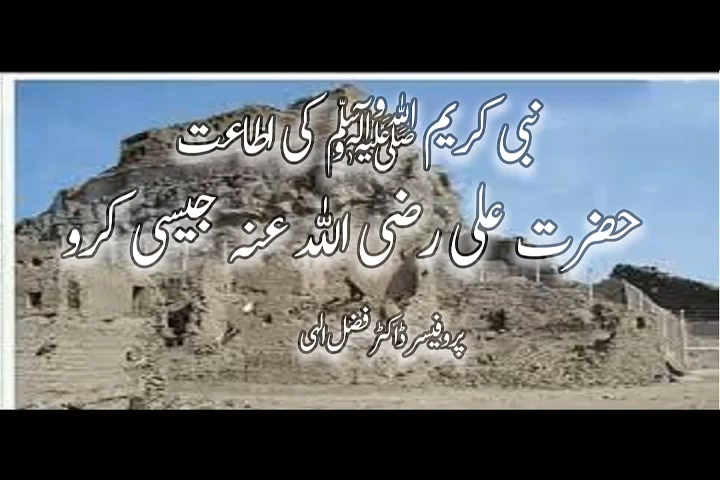 نبی کریم ﷺ کی اطاعت
حضرت علی رضی اللہ عنہ جیسی کرو
پروفیسر ڈاکٹر فضل الہی